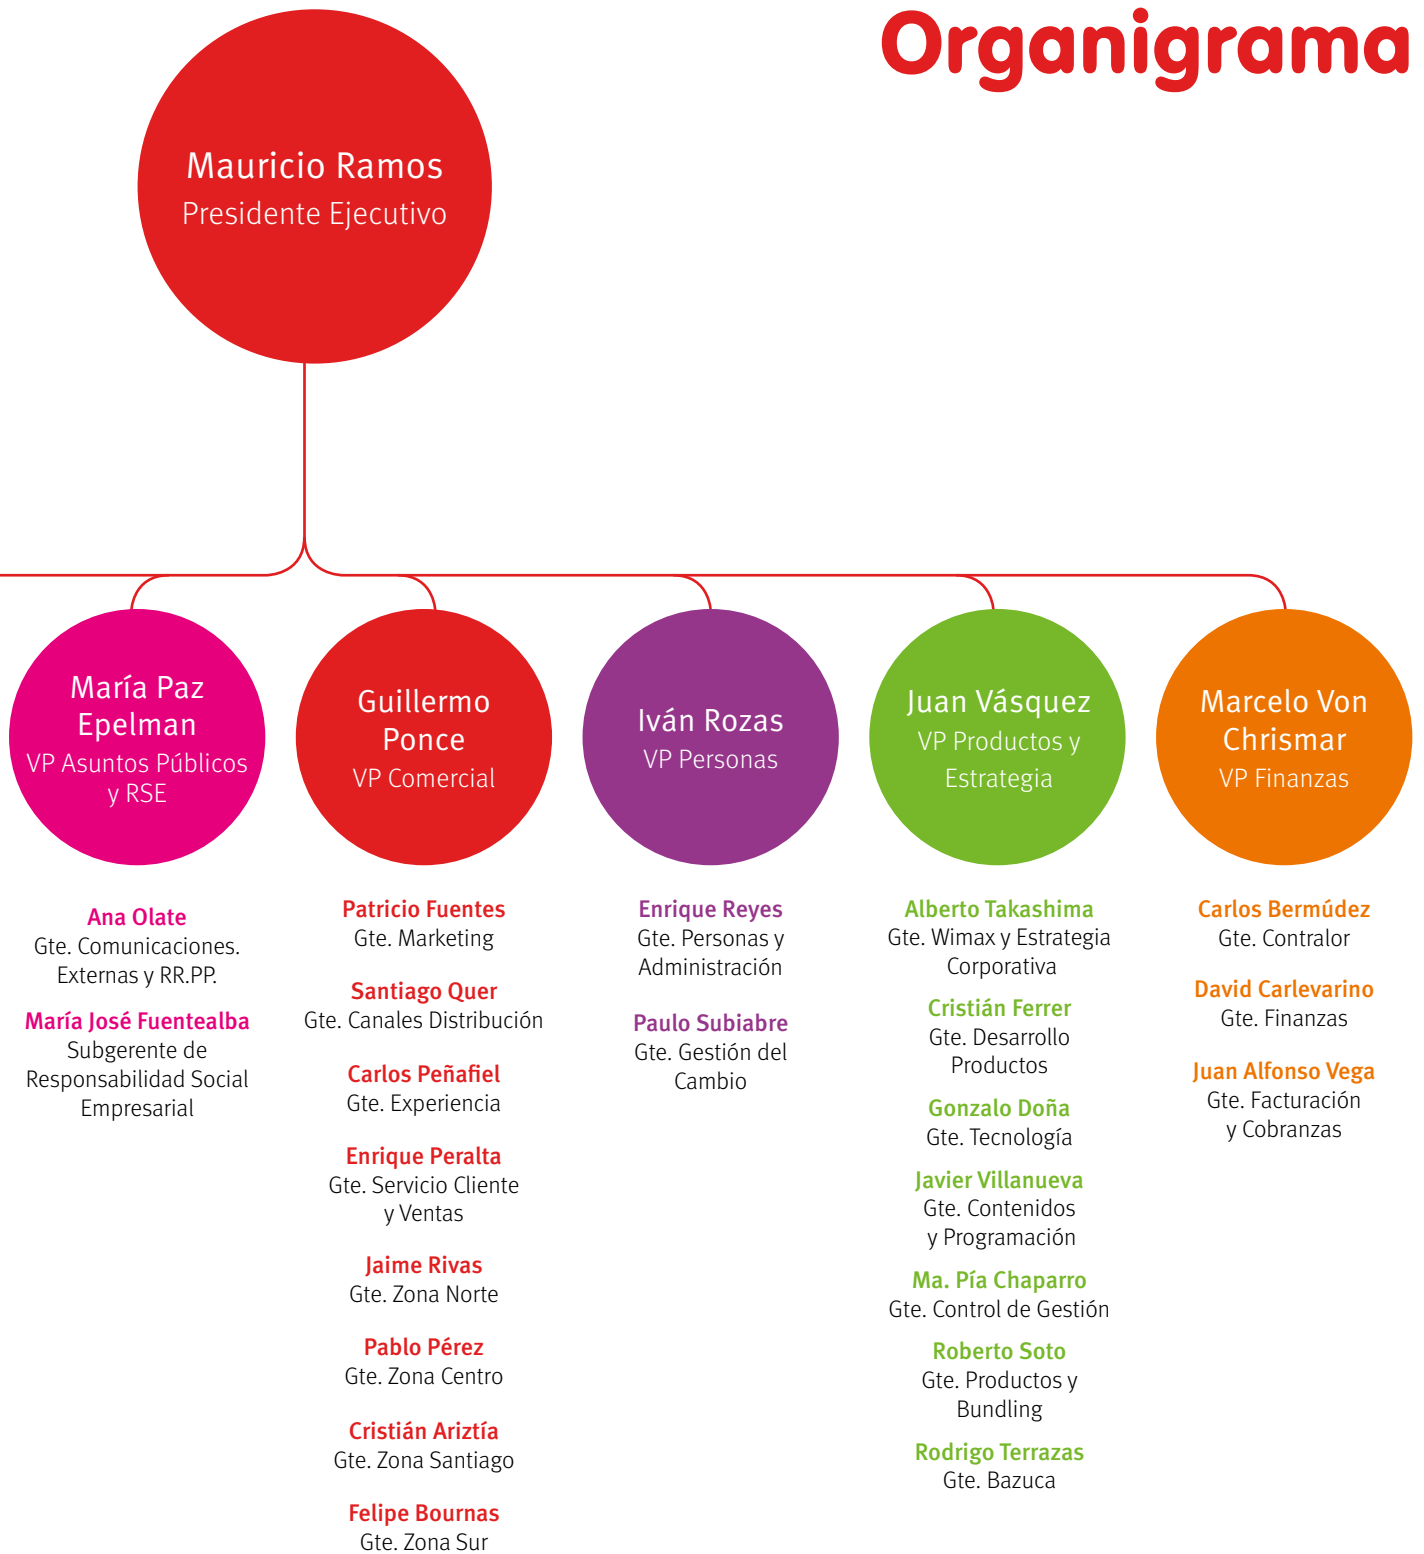 Organigrama
Mauricio Ramos
Presidente Ejecutivo
María Paz
Epelman
VP Asuntos Públicos
y RSE
Ana Olate
Gte. Comunicaciones.
Externas y RR.PP.
María José Fuentealba
Subgerente de
Responsabilidad Social
Empresarial
Guillermo
Ponce
VP Comercial
Patricio Fuentes
Gte. Marketing
Santiago Quer
Gte. Canales Distribución
Carlos Peñafiel
Gte. Experiencia
Enrique Peralta
Gte. Servicio Cliente
y Ventas
Jaime Rivas
Gte. Zona Norte
Pablo Pérez
Gte. Zona Centro
Cristián Ariztía
Gte. Zona Santiago
Felipe Bournas
Gte. Zona Sur
Iván Rozas
VP Personas
Enrique Reyes
Gte. Personas y
Administración
Paulo Subiabre
Gte. Gestión del
Cambio
Juan Vásquez
VP Productos y
Estrategia
Alberto Takashima
Gte. Wimax y Estrategia
Corporativa
Cristián Ferrer
Gte. Desarrollo
Productos
Gonzalo Doña
Gte. Tecnología
Javier Villanueva
Gte. Contenidos
y Programación
Ma. Pía Chaparro
Gte. Control de Gestión
Roberto Soto
Gte. Productos y
Bundling
Rodrigo Terrazas
Gte. Bazuca
Marcelo Von
Chrismar
VP Finanzas
Carlos Bermúdez
Gte. Contralor
David Carlevarino
Gte. Finanzas
Juan Alfonso Vega
Gte. Facturación
y Cobranzas